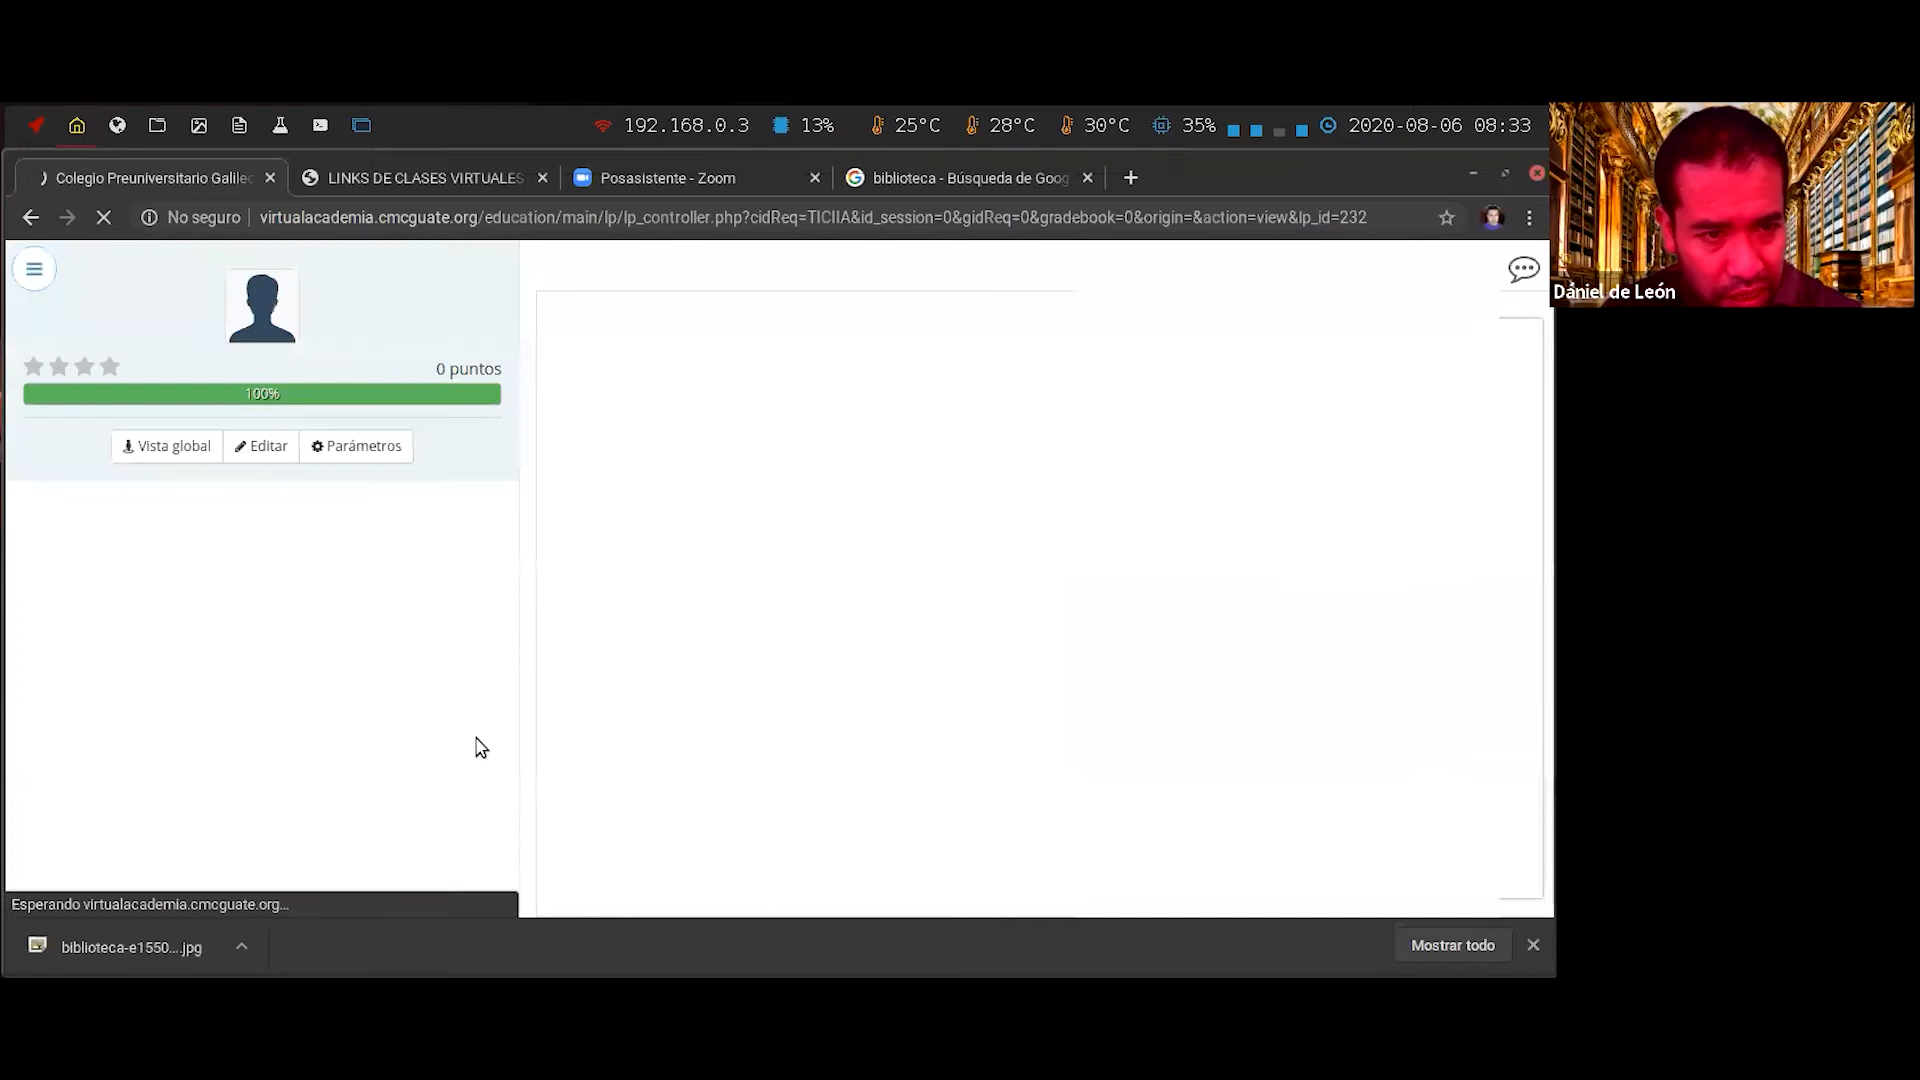 192.168.0.3 13% 25°C 28°C 30°C 35% 2020-08-06 08:33
Colegio Preuniversitario Galilec
LINKS DE CLASES VIRTUALES
Posasistente - Zoom
biblioteca - Búsqueda de Goog
No seguro
virtualacademia.cmcguate.org/education/main/lp/lp_controller.php?cidReq=TICIIA&id_session=0&gidReq=0&gradebook=0&origin=&action=view&lp_id=232
Dániel de León
0 puntos
100%
Vista global
Editar
Parámetros
Esperando virtualacademia.cmcguate.org...
biblioteca-e1550....jpg
Mostrar todo